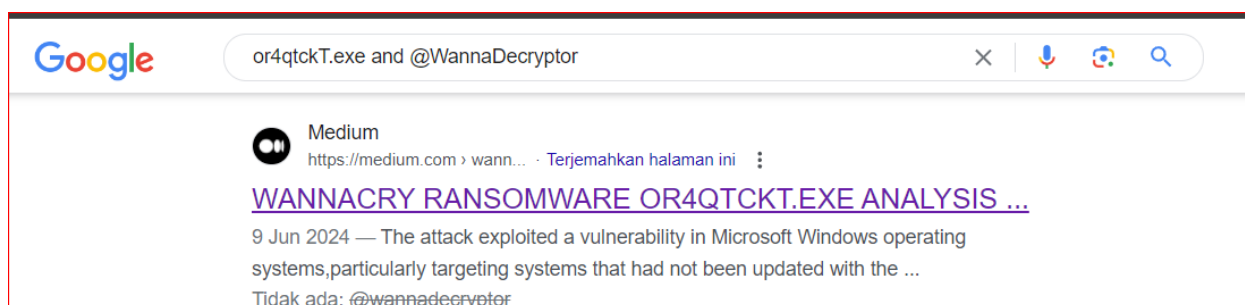 Google
or4qtckT.exe and @WannaDecryptor
Medium
https://medium.com › wann... · Terjemahkan halaman ini
WANNACRY RANSOMWARE OR4QTCKT.EXE ANALYSIS ...
9 Jun 2024 — The attack exploited a vulnerability in Microsoft Windows operating
systems,particularly targeting systems that had not been updated with the ...
Tidak ada: @wannadecryptor